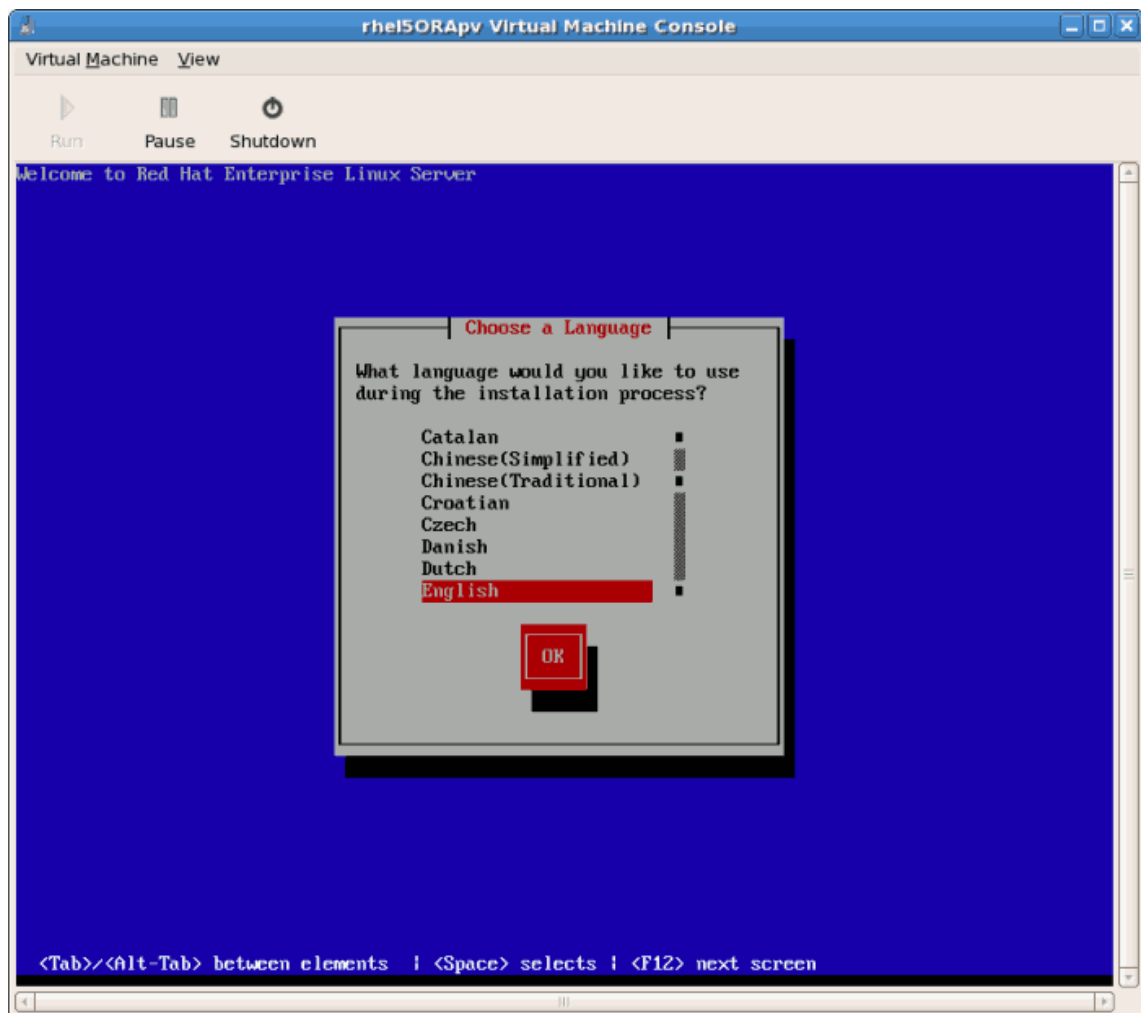 rhel5ORApv Virtual Machine Console
Virtual Machine View
Run Pause Shutdown
Welcome to Red Hat Enterprise Linux Server
Choose a Language
What language would you like to use
during the installation process?
Catalan
Chinese(Simplified)
Chinese(Traditional)
Croatian
Czech
Danish
Dutch
English
OK
<Tab>/<Alt-Tab> between elements | <Space> selects | <F12> next screen